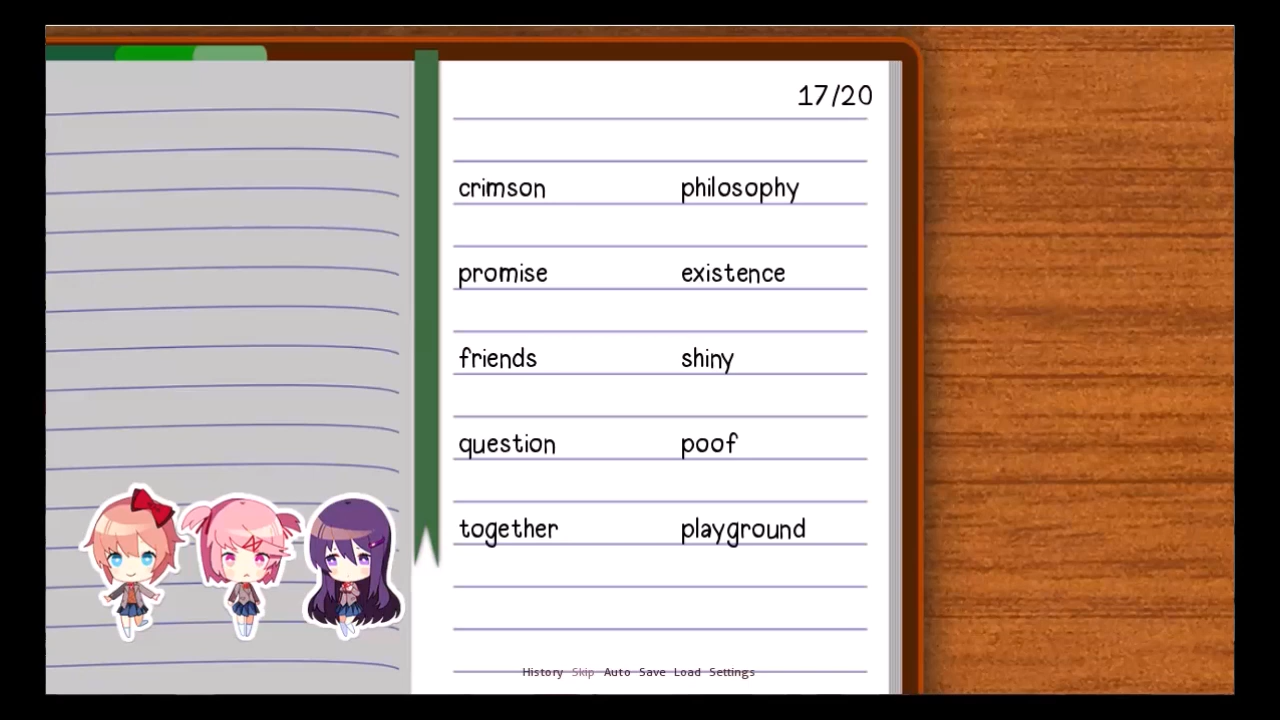 17/20
crimson philosophy
promise existence
friends shiny
question poof
together playground
History Skip Auto Save Load Settings